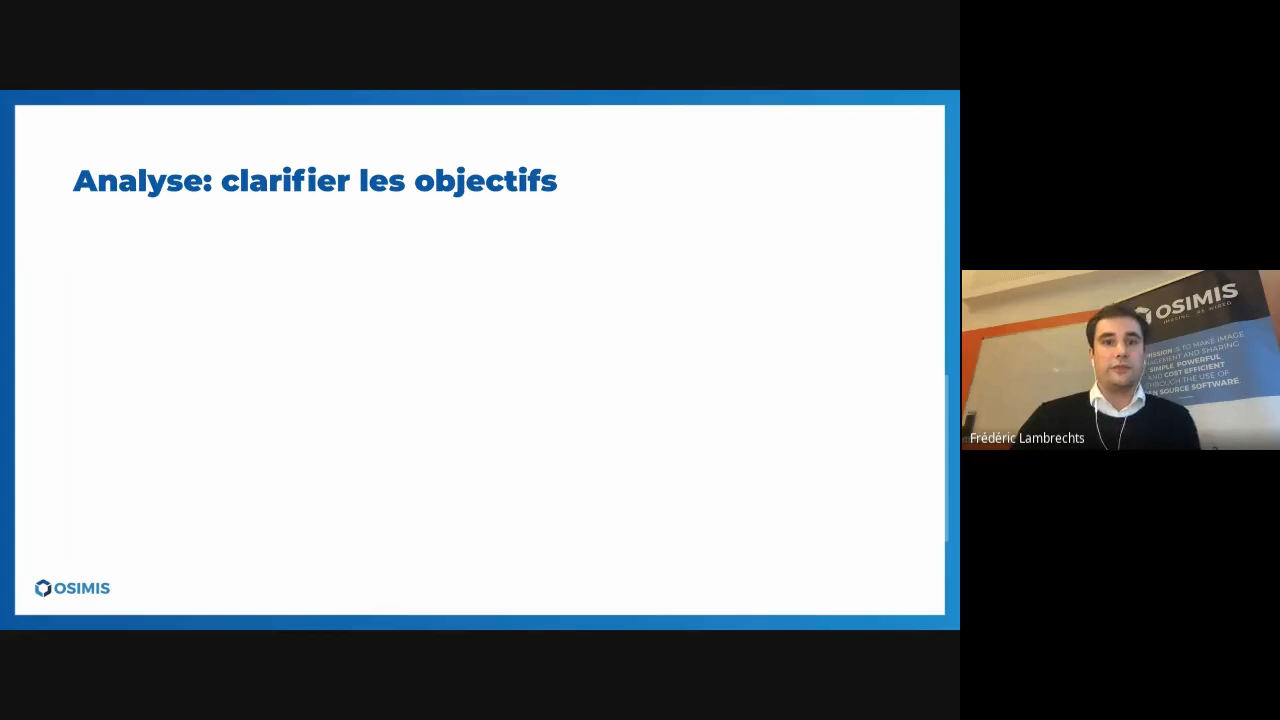 Analyse: clarifier les objectifs
OSIMIS
OSIMIS
MISSION IS TO MAKE IMAGE
AGEMENT AND SHARING
SIMPLE, POWERFUL
AND COST EFFICIENT
THROUGH THE USE OF
EN SOURCE SOFTWARE
Frédéric Lambrechts